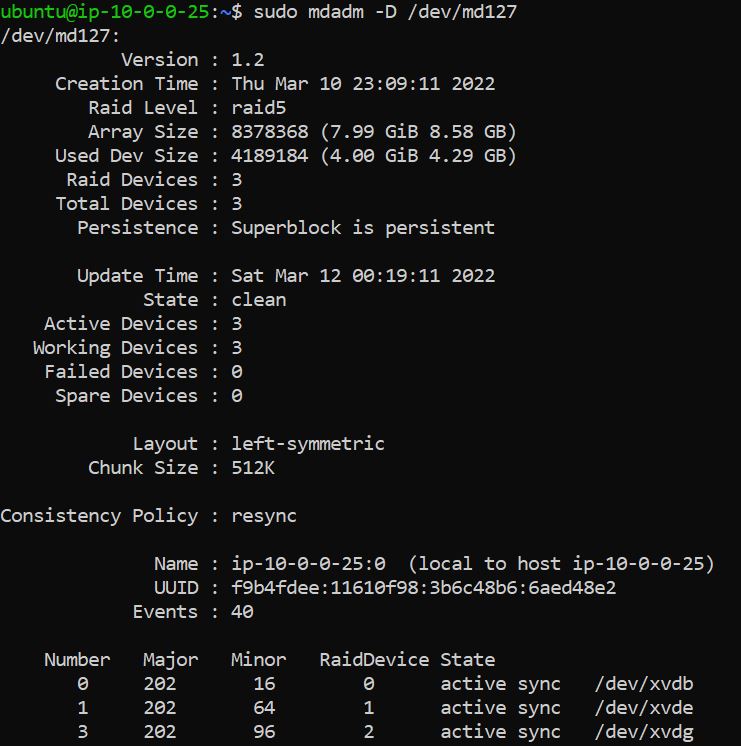 ubuntu@ip-10-0-0-25:~$ sudo mdadm -D /dev/md127
/dev/md127:
Version : 1.2
Creation Time : Thu Mar 10 23:09:11 2022
Raid Level : raid5
Array Size : 8378368 (7.99 GiB 8.58 GB)
Used Dev Size : 4189184 (4.00 GiB 4.29 GB)
Raid Devices : 3
Total Devices : 3
Persistence : Superblock is persistent
Update Time : Sat Mar 12 00:19:11 2022
State : clean
Active Devices : 3
Working Devices : 3
Failed Devices : 0
Spare Devices : 0
Layout : left-symmetric
Chunk Size : 512K
Consistency Policy : resync
Name : ip-10-0-0-25:0 (local to host ip-10-0-0-25)
UUID : f9b4fdee:11610f98:3b6c48b6:6aed48e2
Events : 40
Number Major Minor RaidDevice State
0 202 16 0 active sync /dev/xvdb
1 202 64 1 active sync /dev/xvde
3 202 96 2 active sync /dev/xvdg